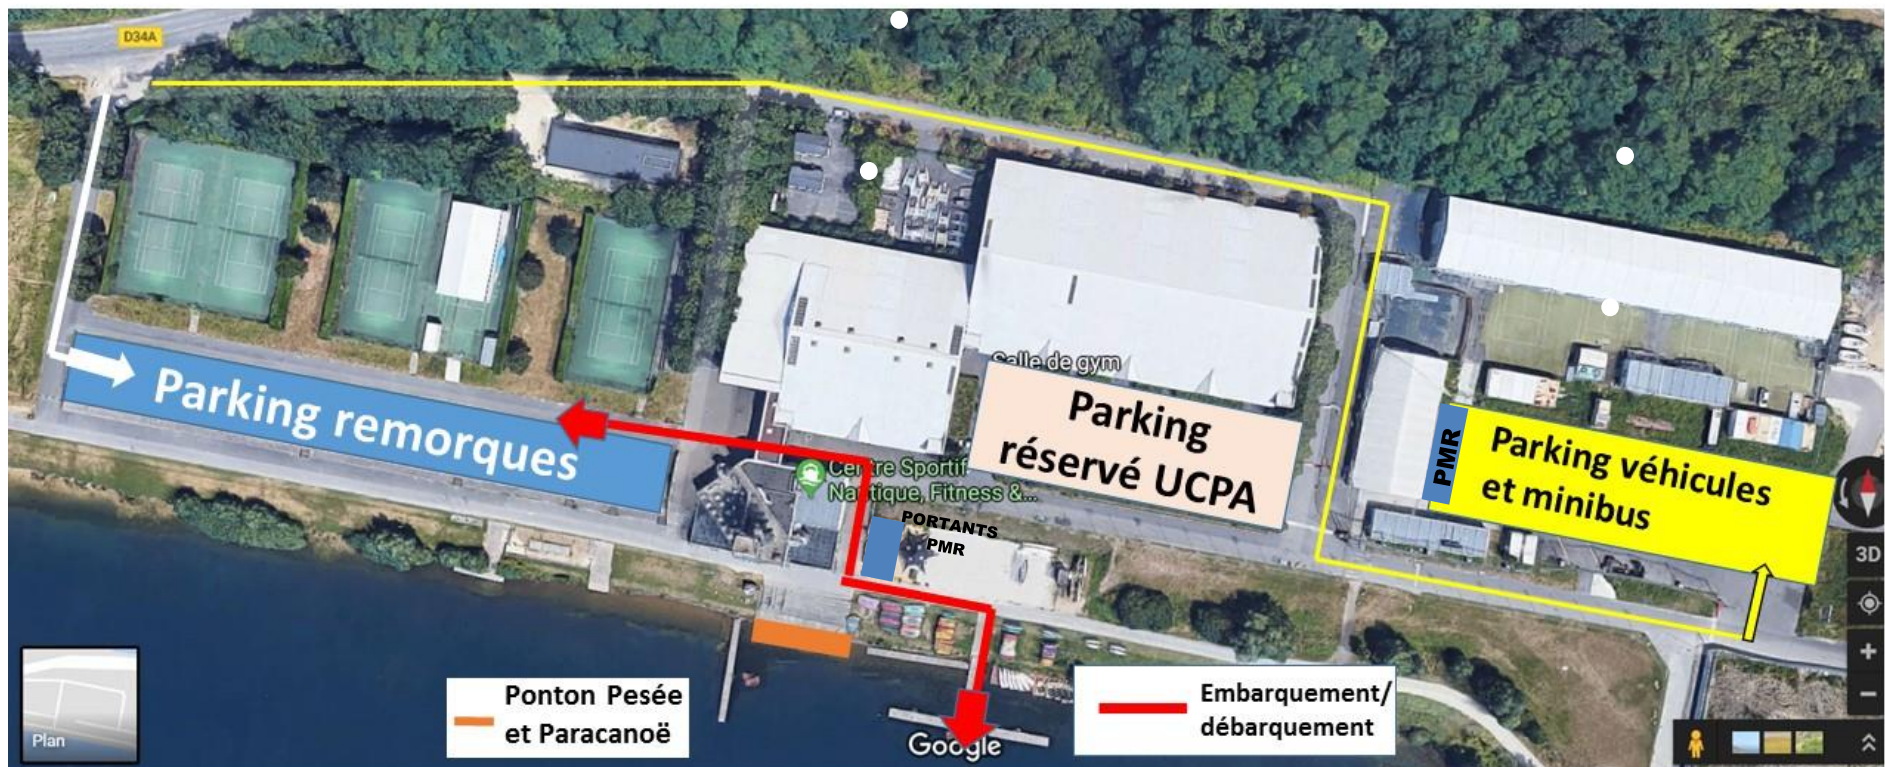 D34A
Salle de gym
Parking remorques
Parking
réservé UCPA
PMR
Parking véhicules
et minibus
Centre Sportif
Nautique, Fitness &...
PORTANTS
PMR
3D
Ponton Pesée
et Paracanoë
Embarquement/
débarquement
Plan
Google